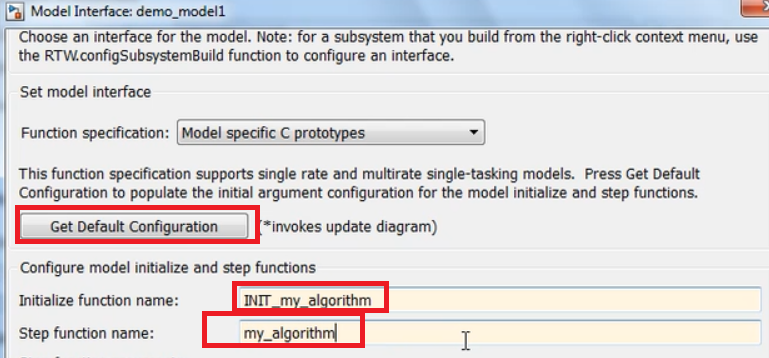 Model Interface: demo_model1
Choose an interface for the model. Note: for a subsystem that you build from the right-click context menu, use
the RTW.configSubsystemBuild function to configure an interface.
Set model interface
Function specification: Model specific C prototypes
This function specification supports single rate and multirate single-tasking models. Press Get Default
Configuration to populate the initial argument configuration for the model initialize and step functions.
Get Default Configuration (*invokes update diagram)
Configure model initialize and step functions
Initialize function name: INIT_my_algorithm
Step function name: my_algorithm